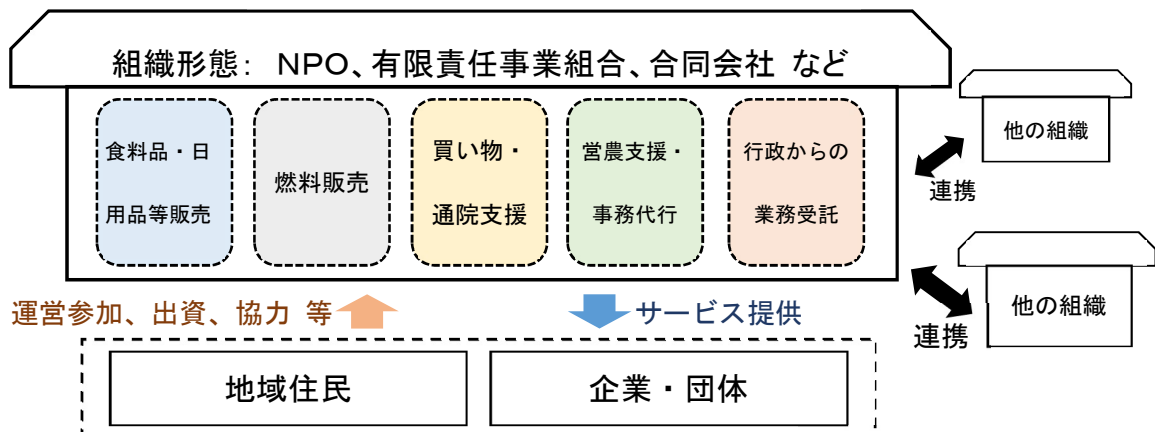 組織形態： ＮＰＯ、有限責任事業組合、合同会社 など
食料品・日
用品等販売
燃料販売
買い物・
通院支援
営農支援・
事務代行
行政からの
業務受託
他の組織
連携
他の組織
連携
運営参加、出資、協力 等
サービス提供
地域住民
企業・団体